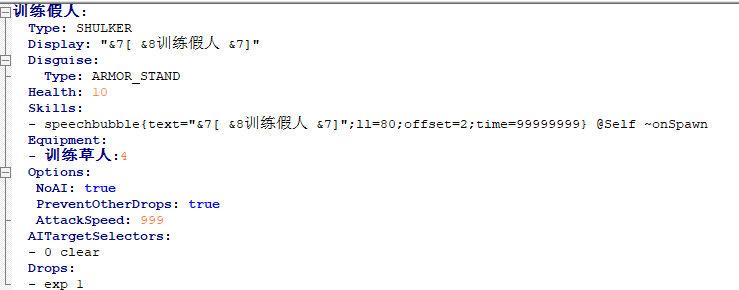 训练假人:
  Type: SHULKER
  Display: "&7[ &8训练假人 &7]"
  Disguise:
    Type: ARMOR_STAND
  Health: 10
  Skills:
  - speechbubble{text="&7[ &8训练假人 &7]";ll=80;offset=2;time=99999999} @Self ~onSpawn
  Equipment:
  - 训练草人:4
  Options:
   NoAI: true
   PreventOtherDrops: true
   AttackSpeed: 999
  AITargetSelectors:
  - 0 clear
  Drops:
  - exp 1